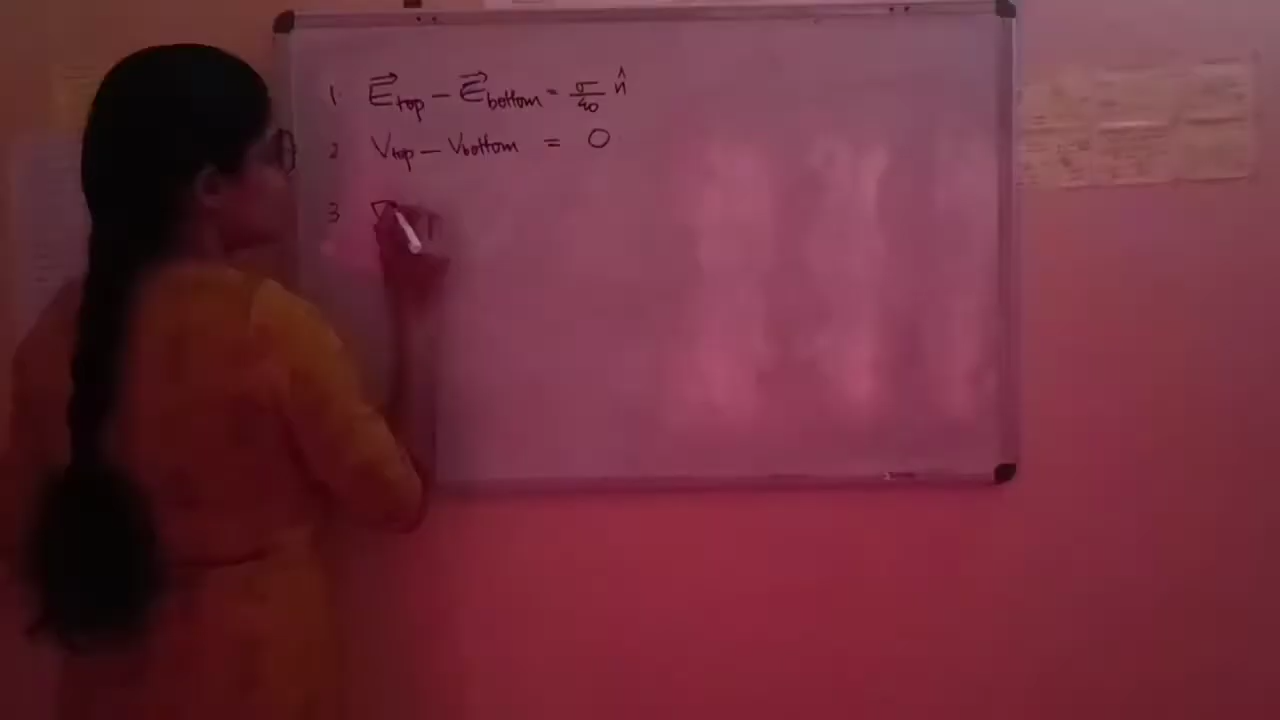 1 E⃗top – E⃗bottom = σ/ε0 n̂
2 Vtop – Vbottom = 0
3 ∇